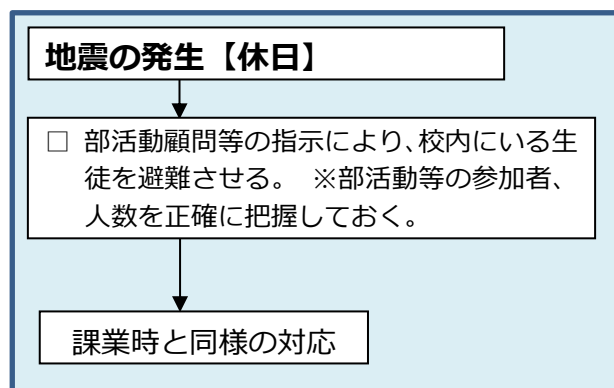 地震の発生【休日】
□ 部活動顧問等の指示により、校内にいる生
徒を避難させる。 ※部活動等の参加者、
人数を正確に把握しておく。
課業時と同様の対応